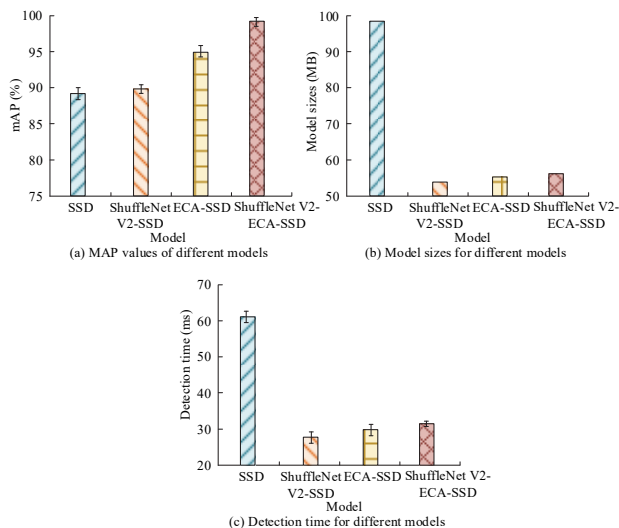 100
95
90
85
80
75
mAP (%)
SSD
ShuffleNet
V2-SSD
ECA-SSD
ShuffleNet V2-
ECA-SSD
Model
(a) MAP values of different models
100
90
80
70
60
50
Model sizes (MB)
SSD
ShuffleNet
V2-SSD
ECA-SSD
ShuffleNet V2-
ECA-SSD
Model
(b) Model sizes for different models
70
60
50
40
30
20
Detection time (ms)
SSD
ShuffleNet
V2-SSD
ECA-SSD
ShuffleNet V2-
ECA-SSD
Model
(c) Detection time for different models